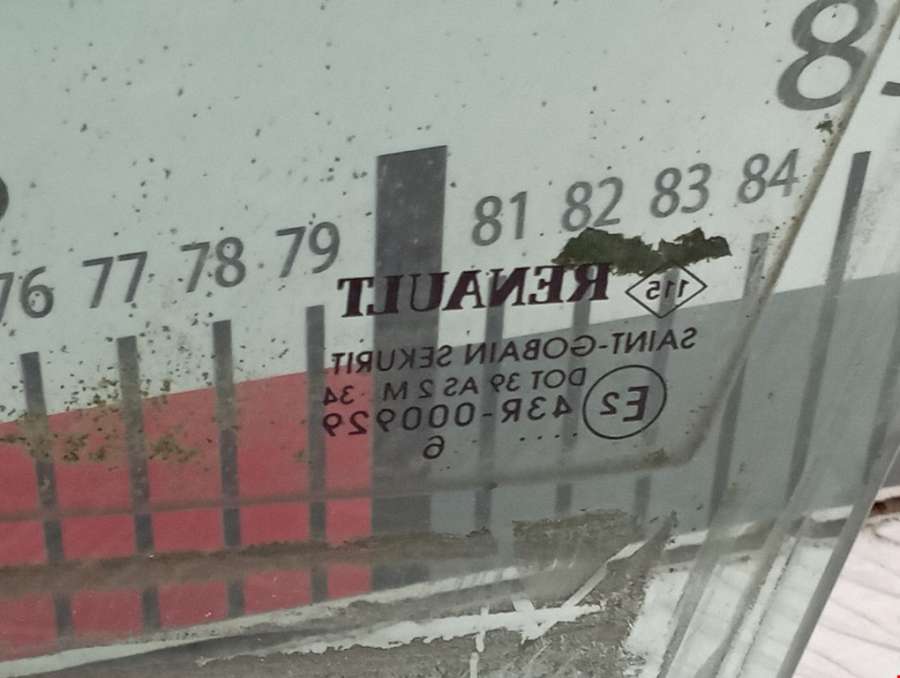 8
76 77 78 79 81 82 83 84
115 RENAULT
SAINT-GOBAIN SEKURIT
DOT 39 AS 2 M 34
E2 43R-000929
.... 6